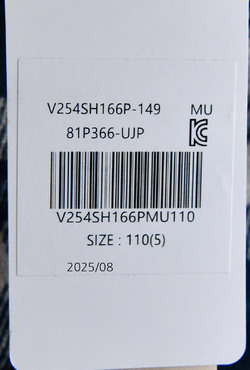 V254SH166P-149 MU
81P366-UJP
V254SH166PMU110
SIZE : 110(5)
2025/08